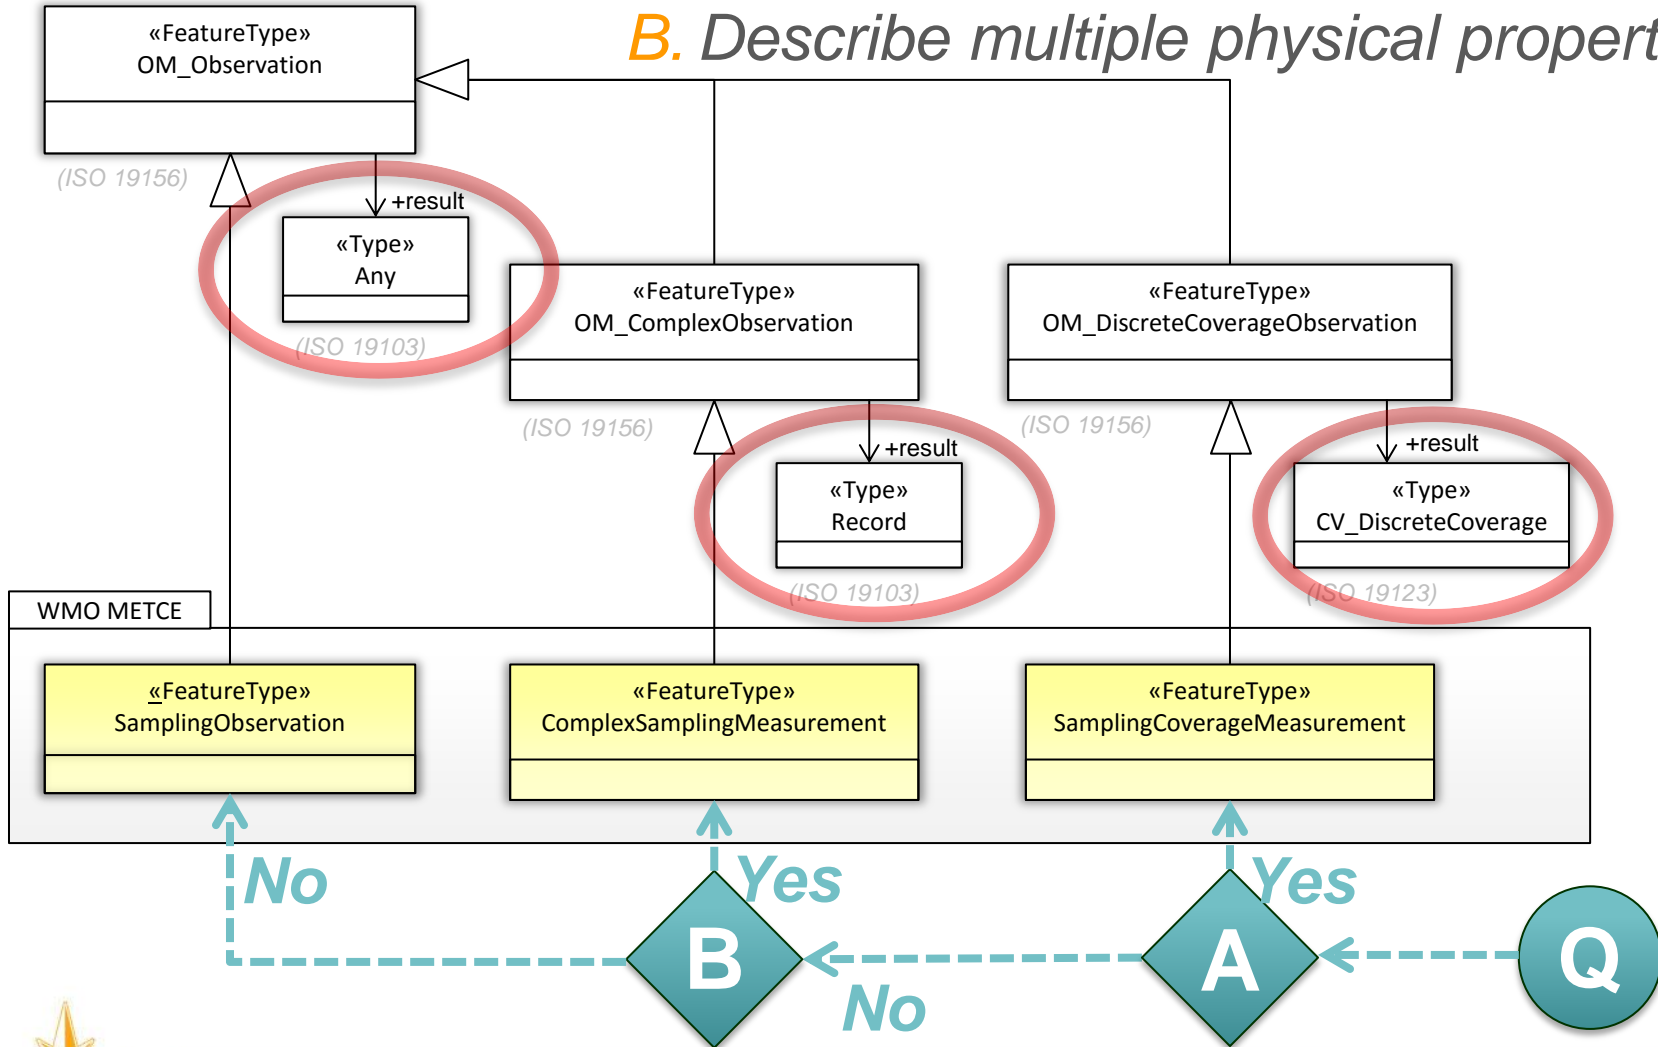 B. Describe multiple physical propert
«FeatureType»
OM_Observation
(ISO 19156)
+result
«Type»
Any
(ISO 19103)
«FeatureType»
OM_ComplexObservation
(ISO 19156)
+result
«Type»
Record
(ISO 19103)
«FeatureType»
OM_DiscreteCoverageObservation
(ISO 19156)
+result
«Type»
CV_DiscreteCoverage
(ISO 19123)
WMO METCE
«FeatureType»
SamplingObservation
«FeatureType»
ComplexSamplingMeasurement
«FeatureType»
SamplingCoverageMeasurement
No
Yes
Yes
B
A
Q
No